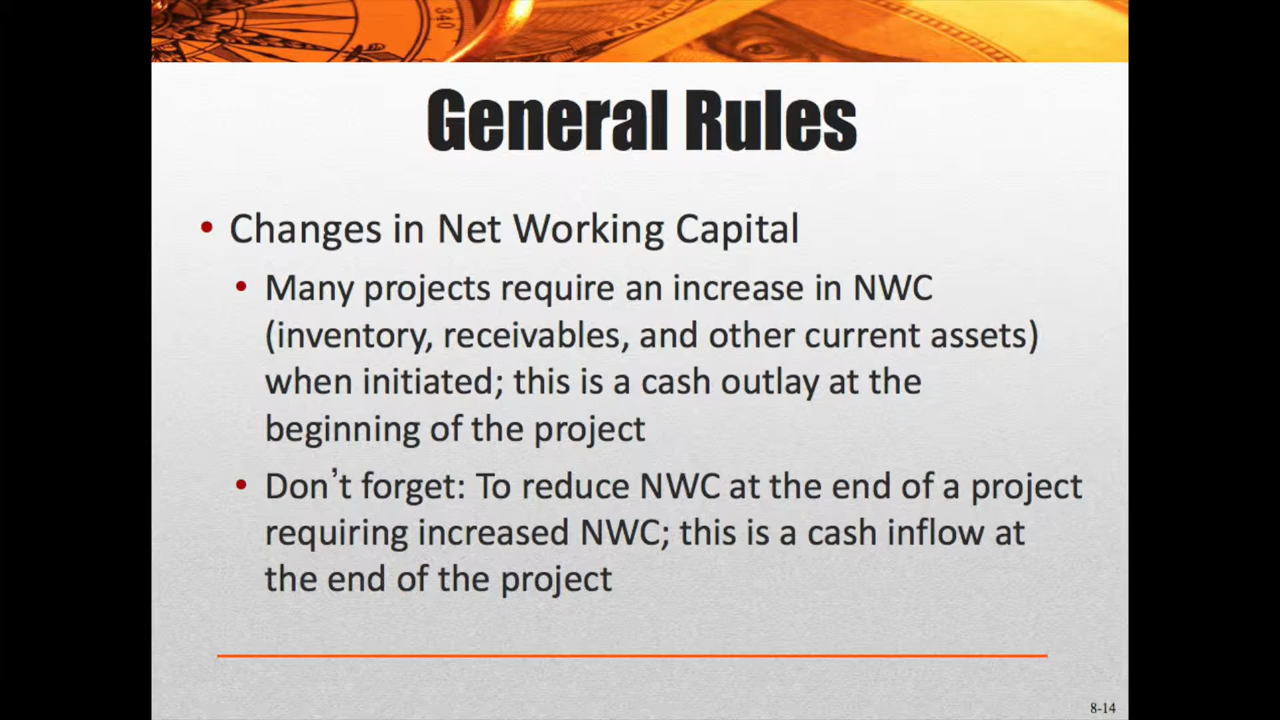 340
FRANKLIN
General Rules
• Changes in Net Working Capital
• Many projects require an increase in NWC
(inventory, receivables, and other current assets)
when initiated; this is a cash outlay at the
beginning of the project
• Don’t forget: To reduce NWC at the end of a project
requiring increased NWC; this is a cash inflow at
the end of the project
8-14